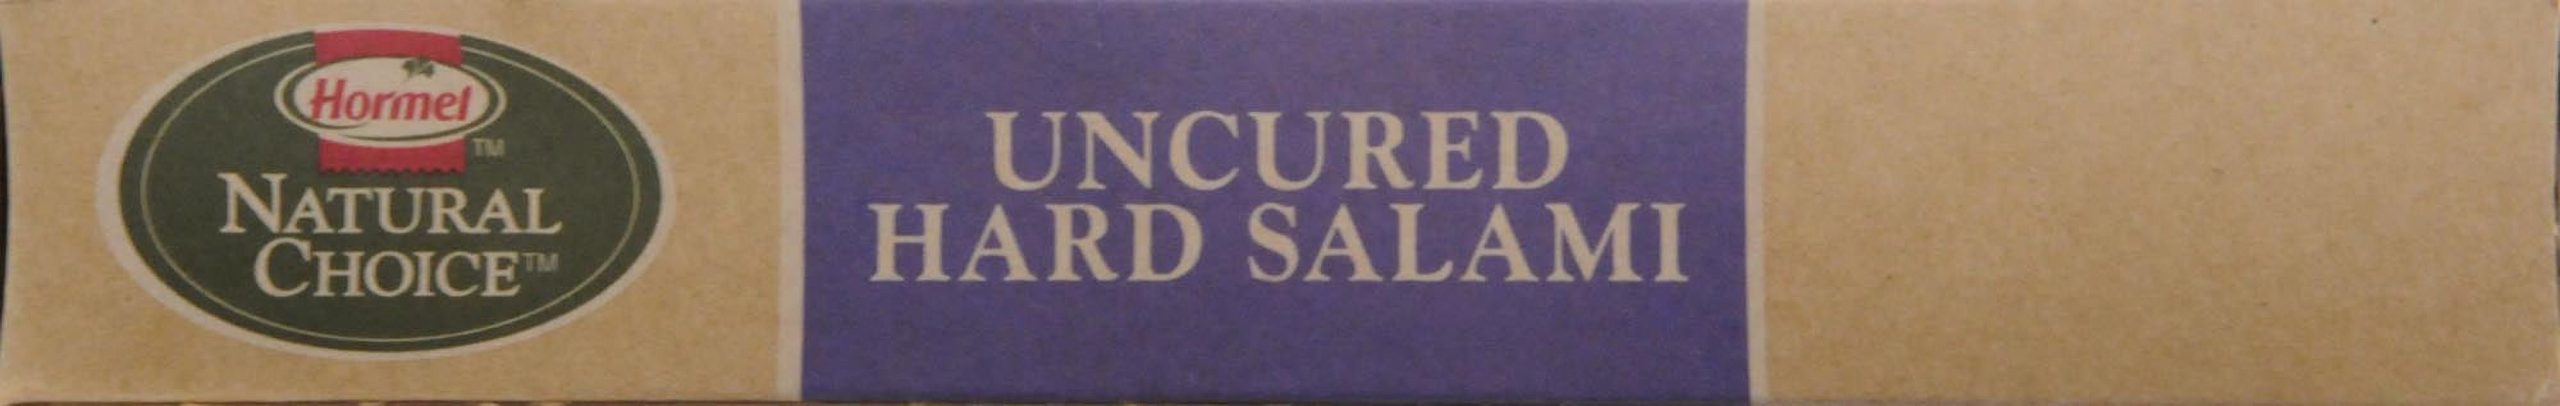 Hormel
TM
NATURAL
CHOICE™
UNCURED
HARD SALAMI